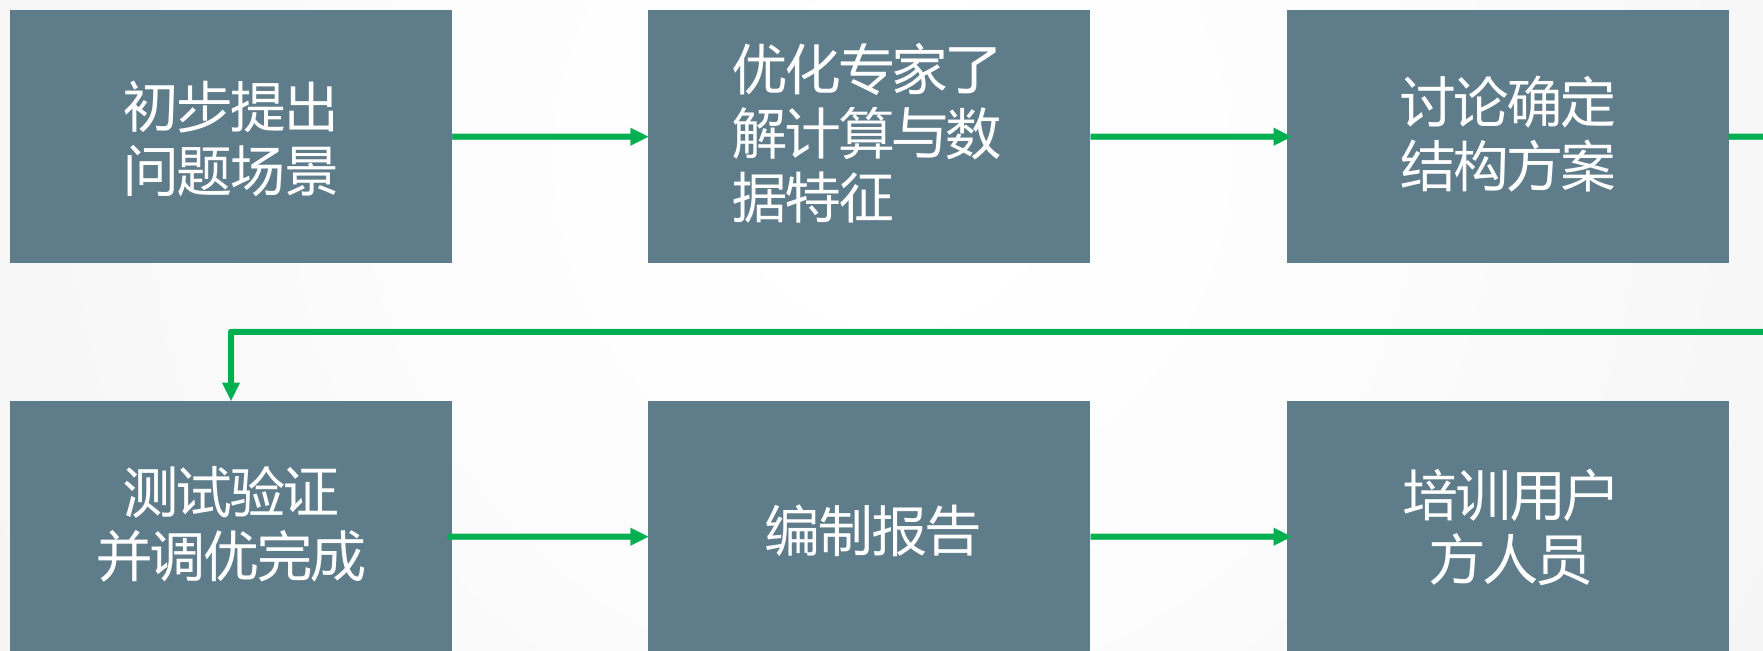 初步提出
问题场景
优化专家了
解计算与数
据特征
讨论确定
结构方案
测试验证
并调优完成
编制报告
培训用户
方人员